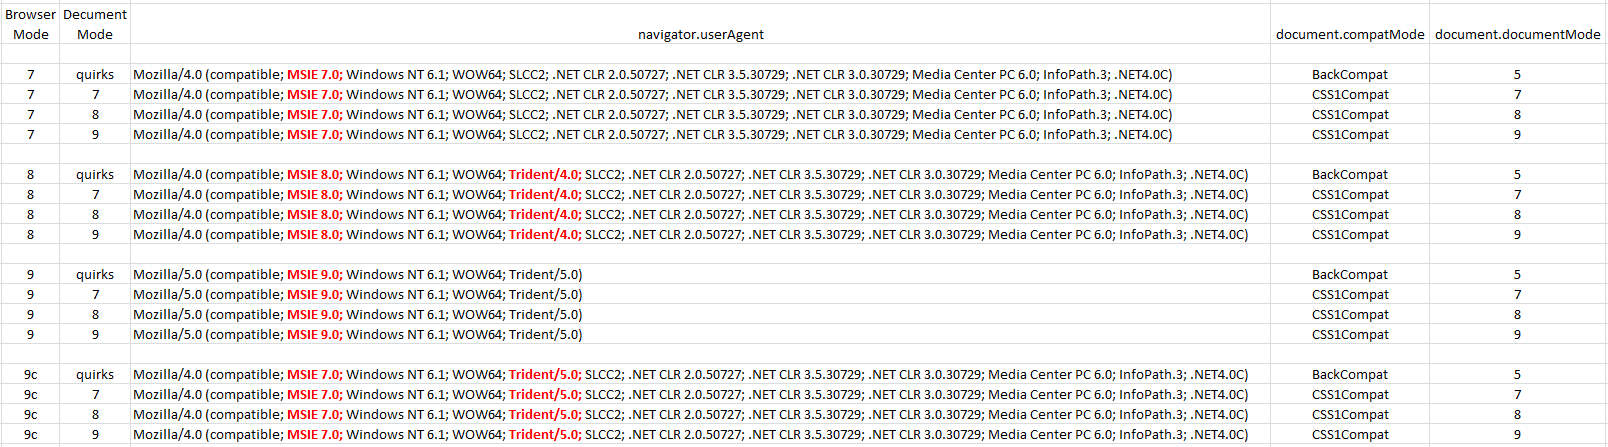 Browser Decument
Mode Mode navigator.userAgent document.compatMode document.documentMode
7 quirks Mozilla/4.0 (compatible; MSIE 7.0; Windows NT 6.1; WOW64; SLCC2; .NET CLR 2.0.50727; .NET CLR 3.5.30729; .NET CLR 3.0.30729; Media Center PC 6.0; InfoPath.3; .NET4.0C) BackCompat 5
7 7 Mozilla/4.0 (compatible; MSIE 7.0; Windows NT 6.1; WOW64; SLCC2; .NET CLR 2.0.50727; .NET CLR 3.5.30729; .NET CLR 3.0.30729; Media Center PC 6.0; InfoPath.3; .NET4.0C) CSS1Compat 7
7 8 Mozilla/4.0 (compatible; MSIE 7.0; Windows NT 6.1; WOW64; SLCC2; .NET CLR 2.0.50727; .NET CLR 3.5.30729; .NET CLR 3.0.30729; Media Center PC 6.0; InfoPath.3; .NET4.0C) CSS1Compat 8
7 9 Mozilla/4.0 (compatible; MSIE 7.0; Windows NT 6.1; WOW64; SLCC2; .NET CLR 2.0.50727; .NET CLR 3.5.30729; .NET CLR 3.0.30729; Media Center PC 6.0; InfoPath.3; .NET4.0C) CSS1Compat 9
8 quirks Mozilla/4.0 (compatible; MSIE 8.0; Windows NT 6.1; WOW64; Trident/4.0; SLCC2; .NET CLR 2.0.50727; .NET CLR 3.5.30729; .NET CLR 3.0.30729; Media Center PC 6.0; InfoPath.3; .NET4.0C) BackCompat 5
8 7 Mozilla/4.0 (compatible; MSIE 8.0; Windows NT 6.1; WOW64; Trident/4.0; SLCC2; .NET CLR 2.0.50727; .NET CLR 3.5.30729; .NET CLR 3.0.30729; Media Center PC 6.0; InfoPath.3; .NET4.0C) CSS1Compat 7
8 8 Mozilla/4.0 (compatible; MSIE 8.0; Windows NT 6.1; WOW64; Trident/4.0; SLCC2; .NET CLR 2.0.50727; .NET CLR 3.5.30729; .NET CLR 3.0.30729; Media Center PC 6.0; InfoPath.3; .NET4.0C) CSS1Compat 8
8 9 Mozilla/4.0 (compatible; MSIE 8.0; Windows NT 6.1; WOW64; Trident/4.0; SLCC2; .NET CLR 2.0.50727; .NET CLR 3.5.30729; .NET CLR 3.0.30729; Media Center PC 6.0; InfoPath.3; .NET4.0C) CSS1Compat 9
9 quirks Mozilla/5.0 (compatible; MSIE 9.0; Windows NT 6.1; WOW64; Trident/5.0) BackCompat 5
9 7 Mozilla/5.0 (compatible; MSIE 9.0; Windows NT 6.1; WOW64; Trident/5.0) CSS1Compat 7
9 8 Mozilla/5.0 (compatible; MSIE 9.0; Windows NT 6.1; WOW64; Trident/5.0) CSS1Compat 8
9 9 Mozilla/5.0 (compatible; MSIE 9.0; Windows NT 6.1; WOW64; Trident/5.0) CSS1Compat 9
9c quirks Mozilla/4.0 (compatible; MSIE 7.0; Windows NT 6.1; WOW64; Trident/5.0; SLCC2; .NET CLR 2.0.50727; .NET CLR 3.5.30729; .NET CLR 3.0.30729; Media Center PC 6.0; InfoPath.3; .NET4.0C) BackCompat 5
9c 7 Mozilla/4.0 (compatible; MSIE 7.0; Windows NT 6.1; WOW64; Trident/5.0; SLCC2; .NET CLR 2.0.50727; .NET CLR 3.5.30729; .NET CLR 3.0.30729; Media Center PC 6.0; InfoPath.3; .NET4.0C) CSS1Compat 7
9c 8 Mozilla/4.0 (compatible; MSIE 7.0; Windows NT 6.1; WOW64; Trident/5.0; SLCC2; .NET CLR 2.0.50727; .NET CLR 3.5.30729; .NET CLR 3.0.30729; Media Center PC 6.0; InfoPath.3; .NET4.0C) CSS1Compat 8
9c 9 Mozilla/4.0 (compatible; MSIE 7.0; Windows NT 6.1; WOW64; Trident/5.0; SLCC2; .NET CLR 2.0.50727; .NET CLR 3.5.30729; .NET CLR 3.0.30729; Media Center PC 6.0; InfoPath.3; .NET4.0C) CSS1Compat 9